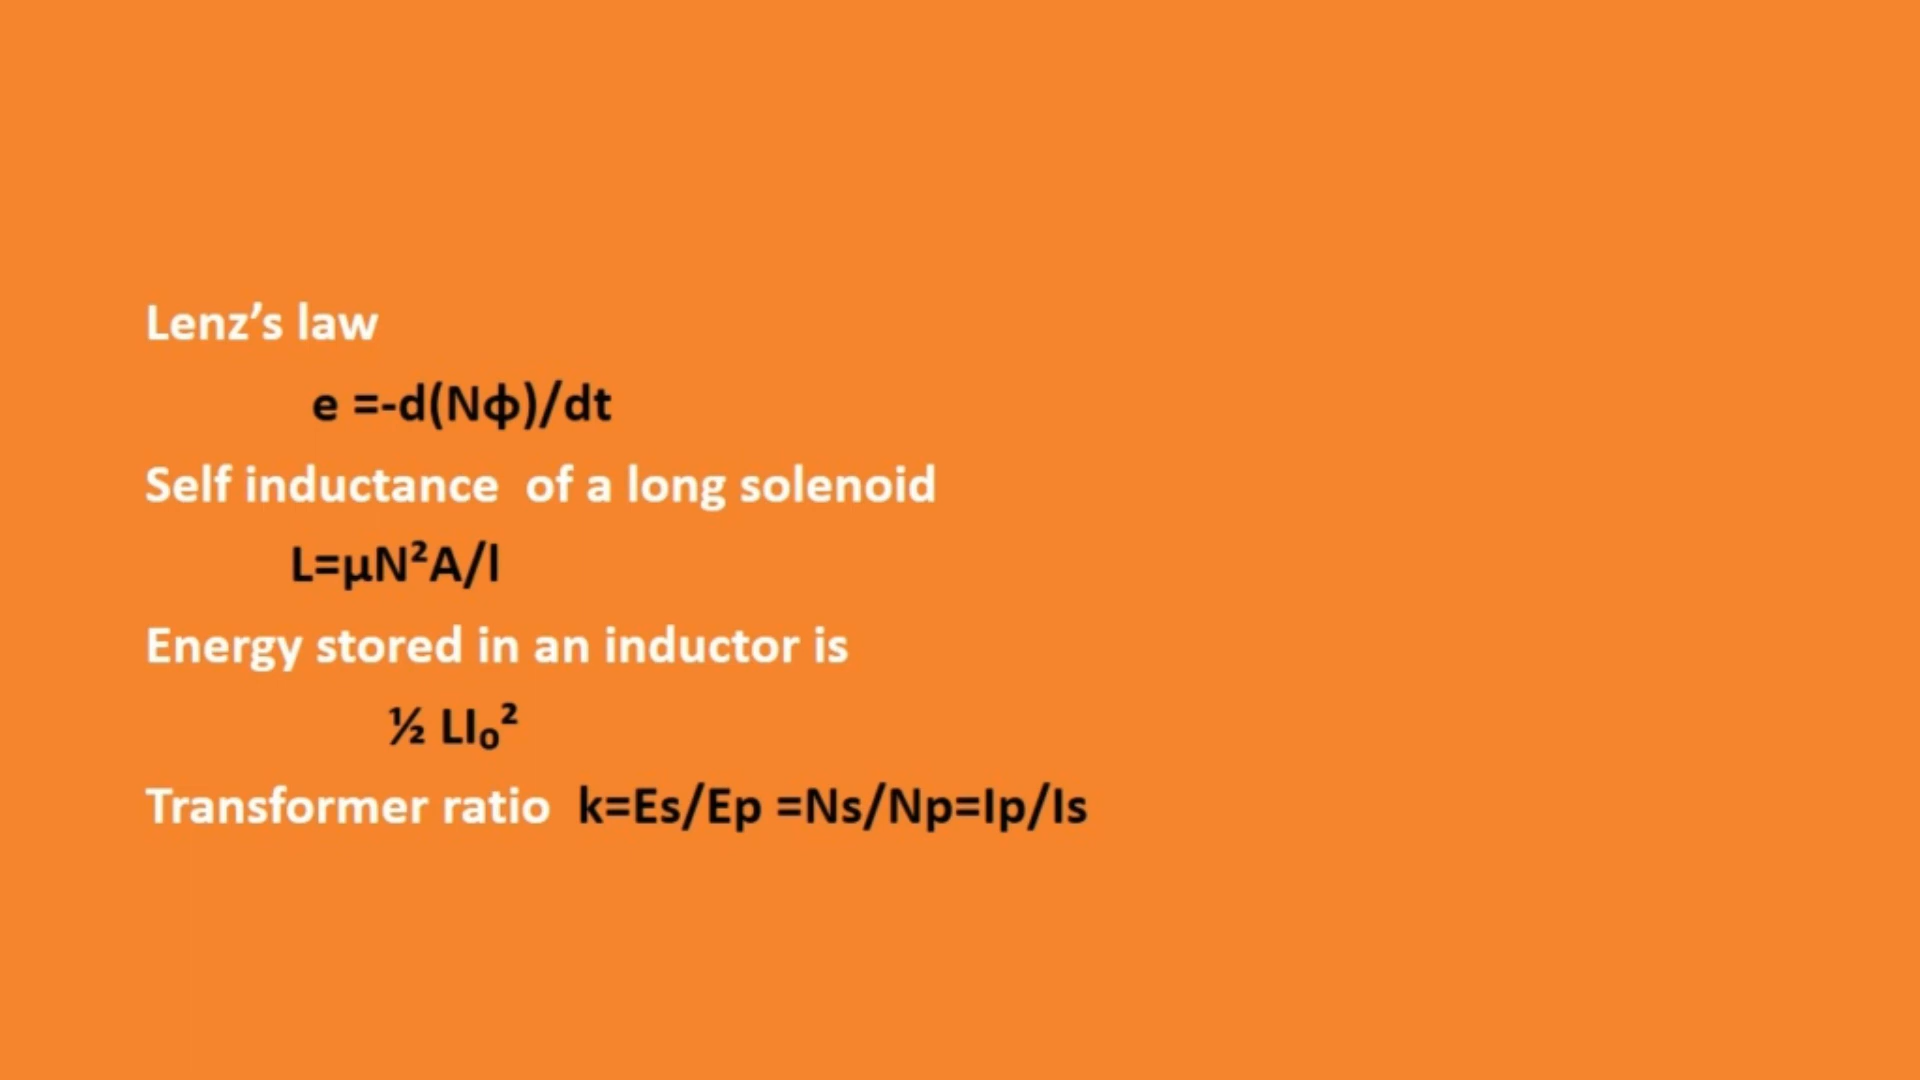 Lenz’s law
e =-d(Nφ)/dt
Self inductance of a long solenoid
L=μN²A/l
Energy stored in an inductor is
½ LI₀²
Transformer ratio k=Es/Ep =Ns/Np=Ip/Is